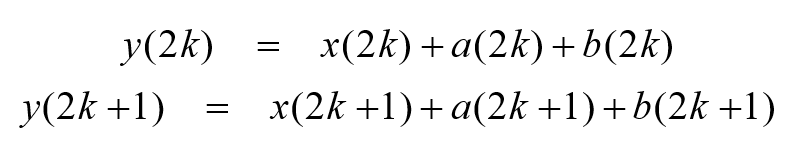 y(2k) = x(2k) + a(2k) + b(2k)
y(2k +1) = x(2k +1) + a(2k +1) + b(2k +1)